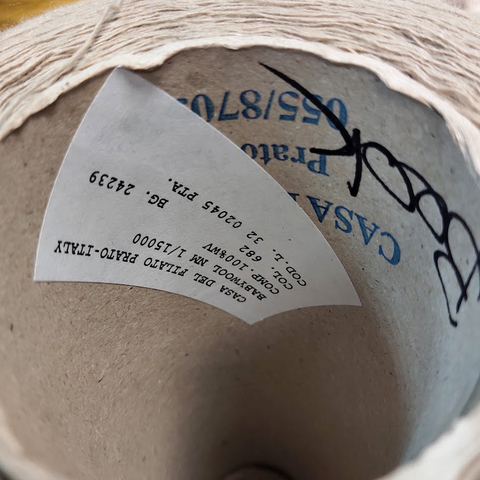 CASA DEL FILATO PRATO-ITALY
BABYWOOL NM 1/15000
COMP. 100%WV
COL. 682
COD.L. 32 02045 PTA.
BG. 24239
CASA
Prato
055/870